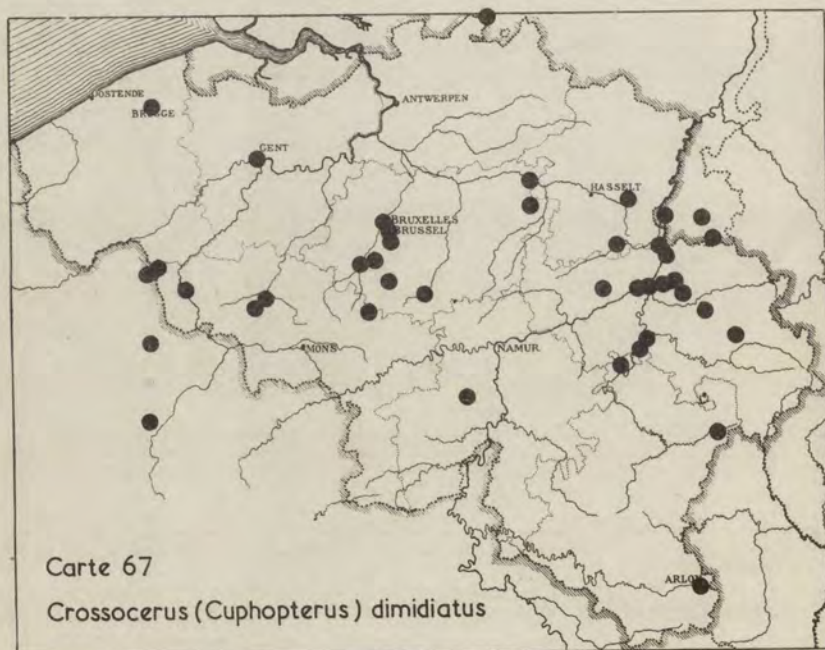 OSTENDE
BRUGGE
ANTWERPEN
GENT
HASSELT
BRUXELLES
BRUSSEL
MONS
NAMUR
ARLON
Carte 67
Crossocerus (Cuphopterus) dimidiatus